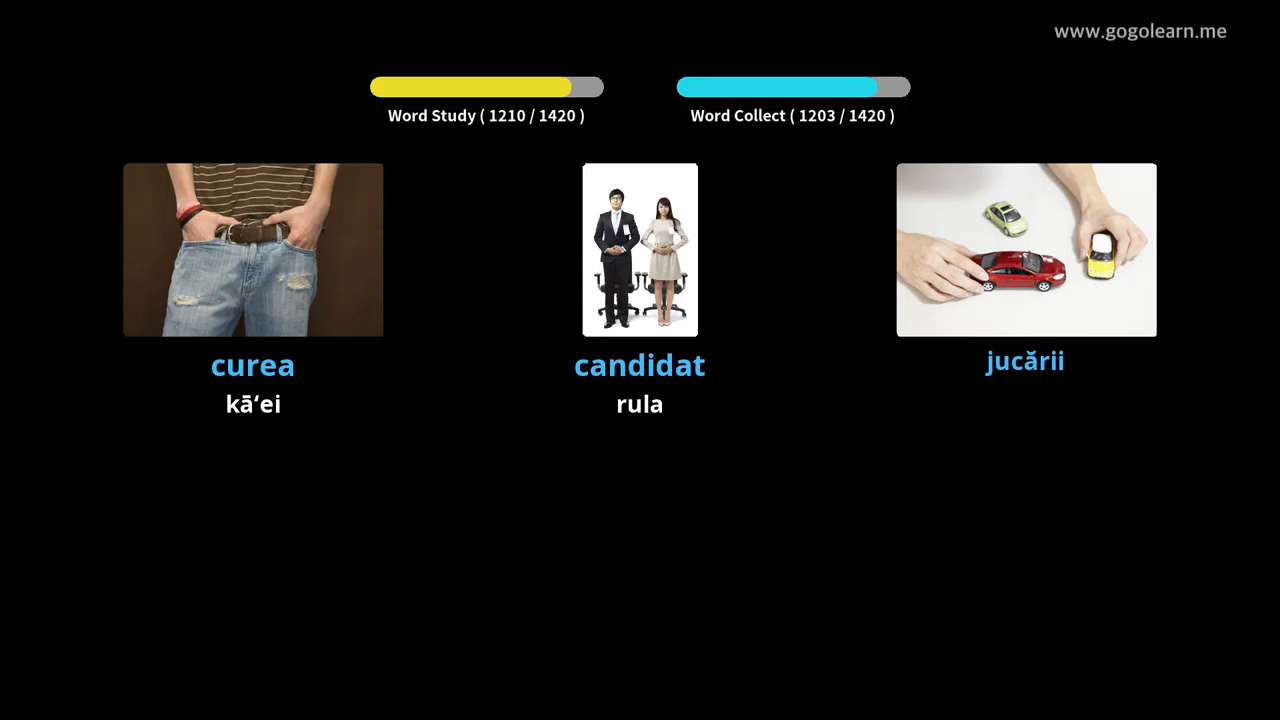 www.gogolearn.me
Word Study ( 1210 / 1420 )
Word Collect ( 1203 / 1420 )
curea
candidat
jucării
kāʻei
rula